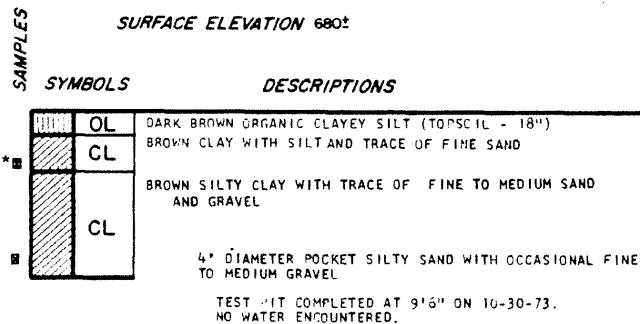 SURFACE ELEVATION 680±
SAMPLES
SYMBOLS
DESCRIPTIONS
OL DARK BROWN ORGANIC CLAYEY SILT (TOPSOIL - 18")
CL BROWN CLAY WITH SILT AND TRACE OF FINE SAND
*
BROWN SILTY CLAY WITH TRACE OF FINE TO MEDIUM SAND
AND GRAVEL
CL
4" DIAMETER POCKET SILTY SAND WITH OCCASIONAL FINE
TO MEDIUM GRAVEL
TEST PIT COMPLETED AT 9'6" ON 10-30-73.
NO WATER ENCOUNTERED.